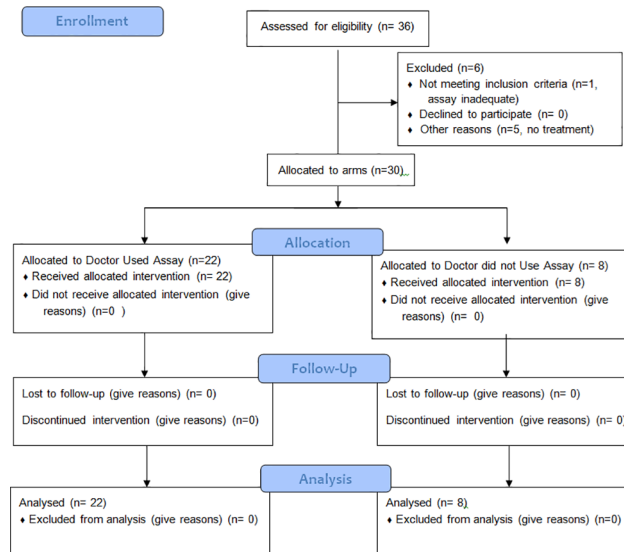 Enrollment
Assessed for eligibility (n= 36)
Excluded (n=6)
♦ Not meeting inclusion criteria (n=1,
assay inadequate)
♦ Declined to participate (n= 0)
♦ Other reasons (n=5, no treatment)
Allocated to arms (n=30)
Allocation
Allocated to Doctor Used Assay (n=22)
♦ Received allocated intervention (n= 22)
♦ Did not receive allocated intervention (give
reasons) (n=0 )
Allocated to Doctor did not Use Assay (n= 8)
♦ Received allocated intervention (n= 8)
♦ Did not receive allocated intervention (give
reasons) (n= 0)
Follow-Up
Lost to follow-up (give reasons) (n= 0)
Discontinued intervention (give reasons) (n=0)
Lost to follow-up (give reasons) (n= 0)
Discontinued intervention (give reasons) (n= 0)
Analysis
Analysed (n= 22)
♦ Excluded from analysis (give reasons) (n= 0)
Analysed (n= 8)
♦ Excluded from analysis (give reasons) (n=0)